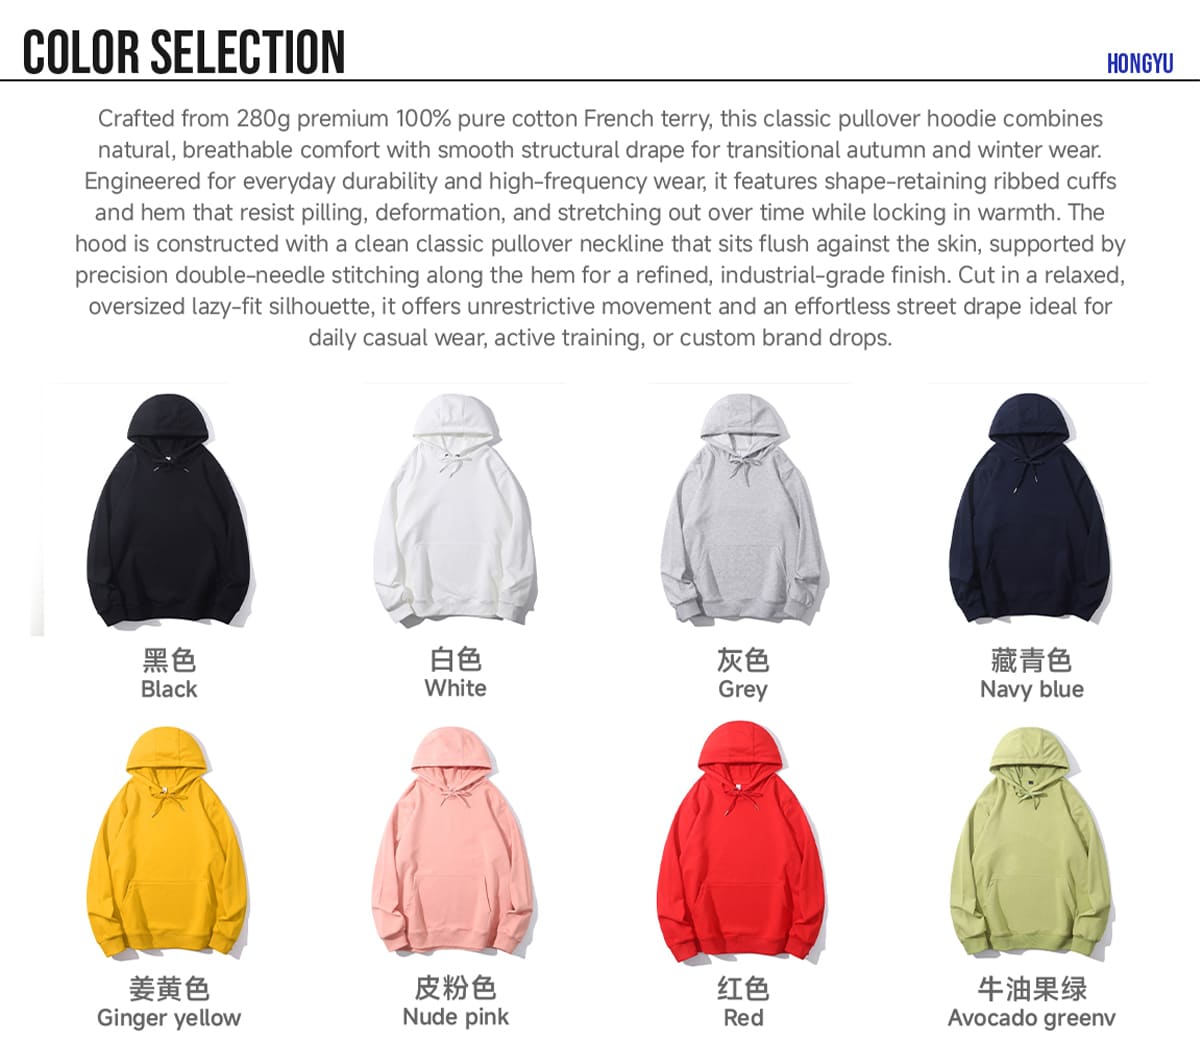 COLOR SELECTION
HONGYU
Crafted from 280g premium 100% pure cotton French terry, this classic pullover hoodie combines
natural, breathable comfort with smooth structural drape for transitional autumn and winter wear.
Engineered for everyday durability and high-frequency wear, it features shape-retaining ribbed cuffs
and hem that resist pilling, deformation, and stretching out over time while locking in warmth. The
hood is constructed with a clean classic pullover neckline that sits flush against the skin, supported by
precision double-needle stitching along the hem for a refined, industrial-grade finish. Cut in a relaxed,
oversized lazy-fit silhouette, it offers unrestrictive movement and an effortless street drape ideal for
daily casual wear, active training, or custom brand drops.
黑色
Black
白色
White
灰色
Grey
藏青色
Navy blue
姜黄色
Ginger yellow
皮粉色
Nude pink
红色
Red
牛油果绿
Avocado greenv